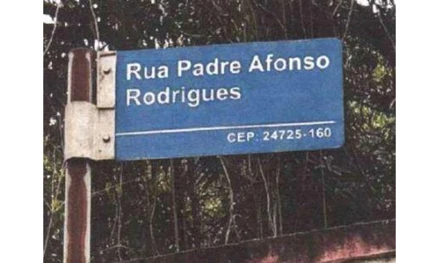 Rua Padre Afonso
Rodrigues
CEP: 24725-160